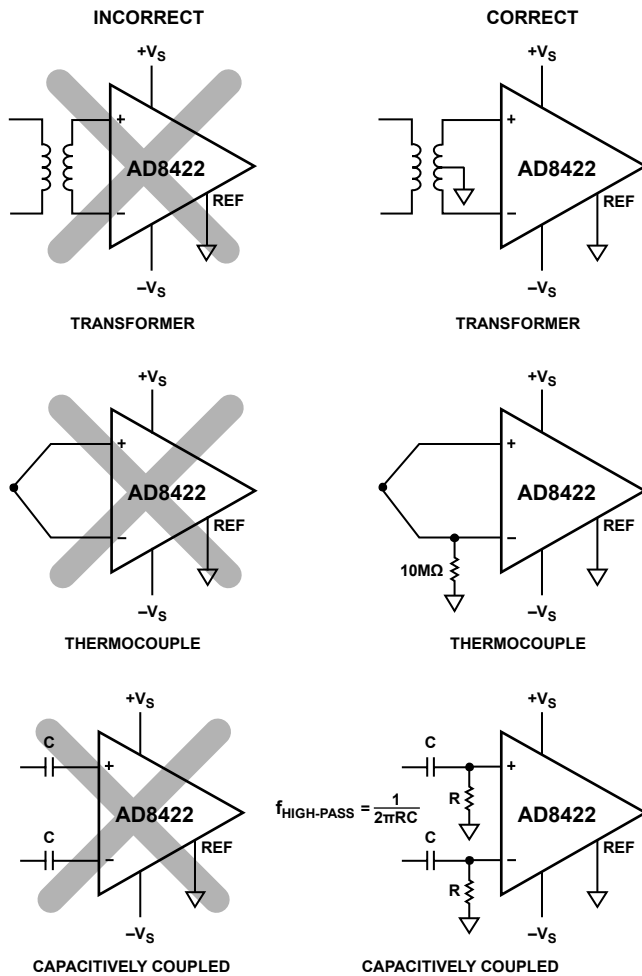 INCORRECT
CORRECT
+VS
+
AD8422
−
REF
−VS
TRANSFORMER
+VS
+
AD8422
−
REF
−VS
TRANSFORMER
+VS
+
AD8422
−
REF
−VS
THERMOCOUPLE
+VS
+
AD8422
−
REF
10MΩ
−VS
THERMOCOUPLE
+VS
C
+
AD8422
C
−
REF
−VS
CAPACITIVELY COUPLED
fHIGH-PASS = 1/2πRC
+VS
C
+
R
AD8422
C
−
REF
R
−VS
CAPACITIVELY COUPLED